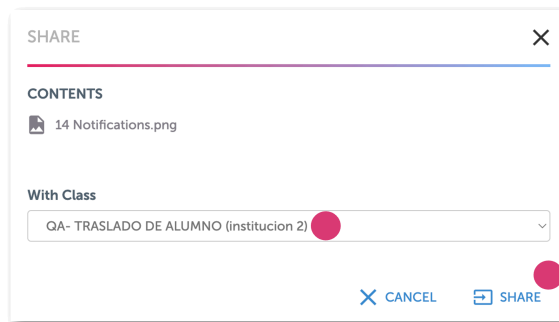 SHARE
CONTENTS
14 Notifications.png
With Class
QA- TRASLADO DE ALUMNO (institucion 2)
CANCEL
SHARE